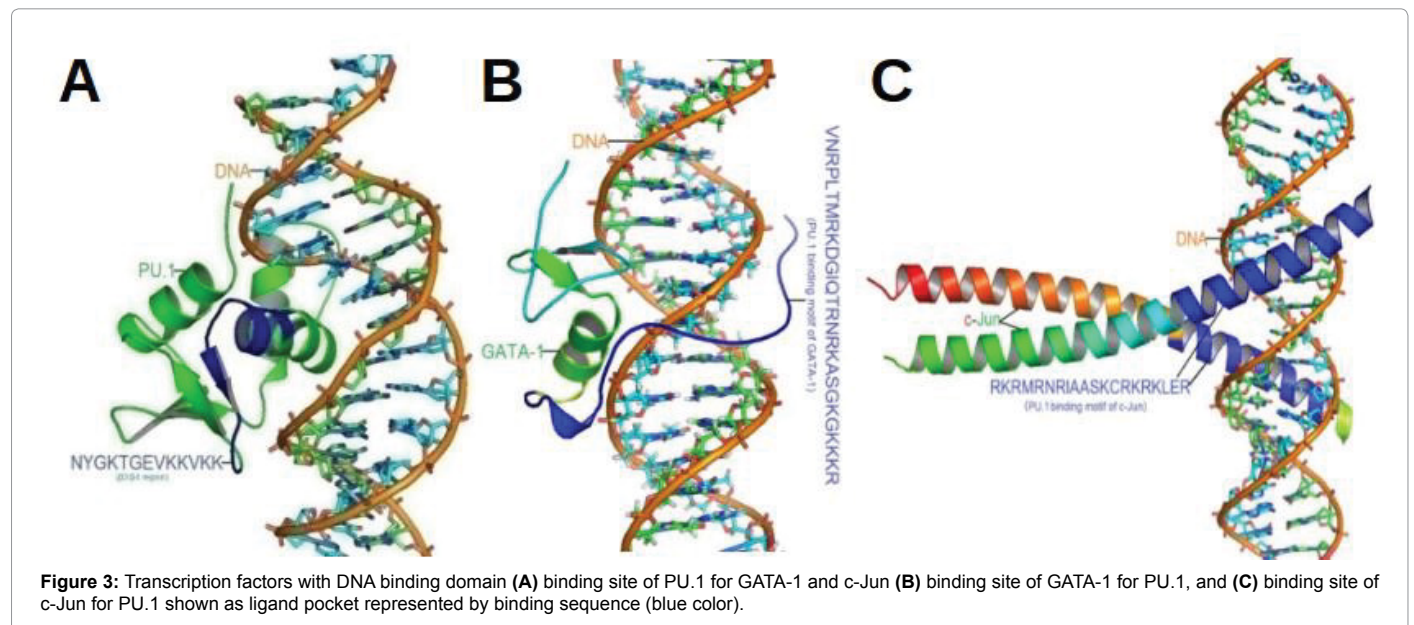 A
DNA
PU.1
NYGKTGEVKKVKK
B
DNA
GATA-1
VNRPLTMRKDGIQTRNRKASGKGKKKR
(PU.1 binding motif of GATA-1)
C
DNA
c-Jun
RKRMRNRIAASKCRKRKLER
(PU.1 binding motif of c-Jun)
Figure 3: Transcription factors with DNA binding domain (A) binding site of PU.1 for GATA-1 and c-Jun (B) binding site of GATA-1 for PU.1, and (C) binding site of
c-Jun for PU.1 shown as ligand pocket represented by binding sequence (blue color).